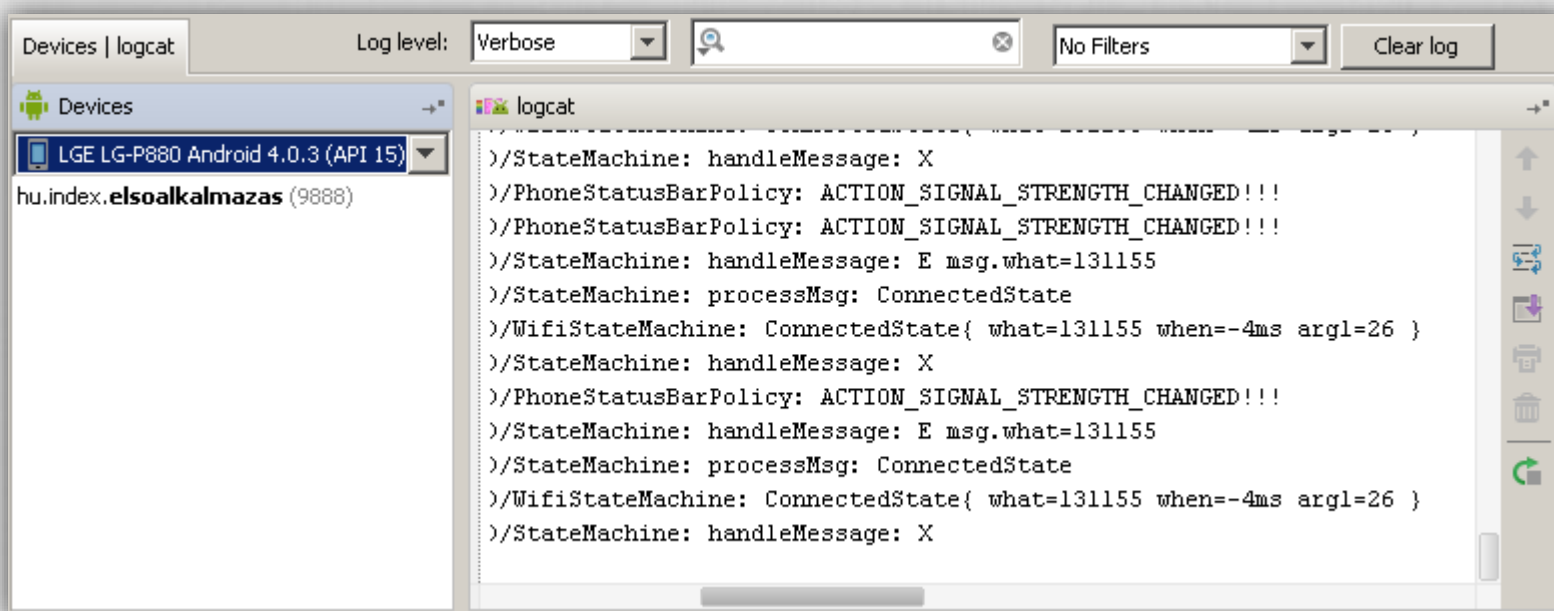 Devices | logcat
Log level:
Verbose
No Filters
Clear log
Devices
LGE LG-P880 Android 4.0.3 (API 15)
hu.index.elsoalkalmazas (9888)
logcat
)/StateMachine: handleMessage: X
)/PhoneStatusBarPolicy: ACTION_SIGNAL_STRENGTH_CHANGED!!!
)/PhoneStatusBarPolicy: ACTION_SIGNAL_STRENGTH_CHANGED!!!
)/StateMachine: handleMessage: E msg.what=131155
)/StateMachine: processMsg: ConnectedState
)/WifiStateMachine: ConnectedState{ what=131155 when=-4ms arg1=26 }
)/StateMachine: handleMessage: X
)/PhoneStatusBarPolicy: ACTION_SIGNAL_STRENGTH_CHANGED!!!
)/StateMachine: handleMessage: E msg.what=131155
)/StateMachine: processMsg: ConnectedState
)/WifiStateMachine: ConnectedState{ what=131155 when=-4ms arg1=26 }
)/StateMachine: handleMessage: X